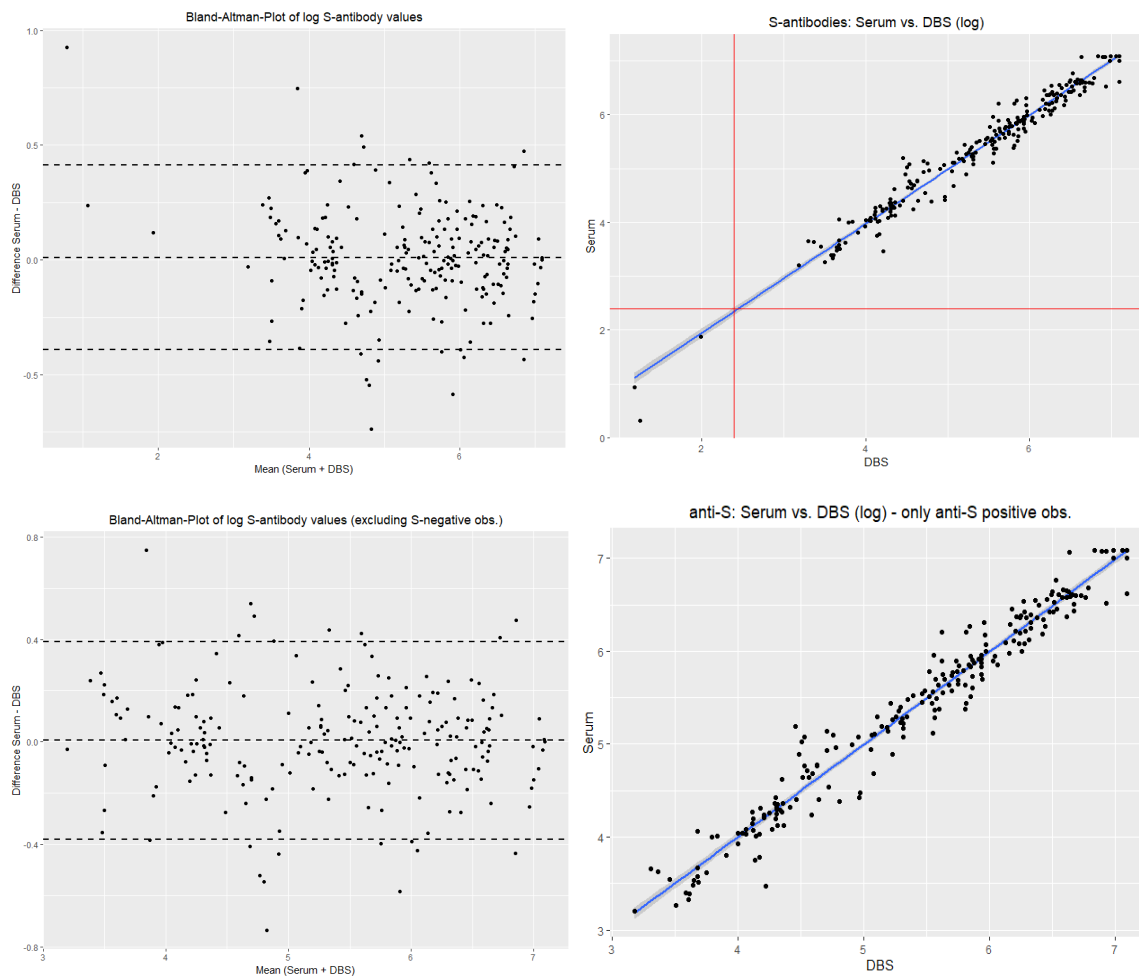 Bland-Altman-Plot of log S-antibody values
1.0
0.5
0.0
-0.5
Difference Serum - DBS
2
4
6
Mean (Serum + DBS)
S-antibodies: Serum vs. DBS (log)
6
4
2
0
Serum
2
4
6
DBS
Bland-Altman-Plot of log S-antibody values (excluding S-negative obs.)
0.8
0.4
0.0
-0.4
-0.8
Difference Serum - DBS
3
4
5
6
7
Mean (Serum + DBS)
anti-S: Serum vs. DBS (log) - only anti-S positive obs.
7
6
5
4
3
Serum
3
4
5
6
7
DBS